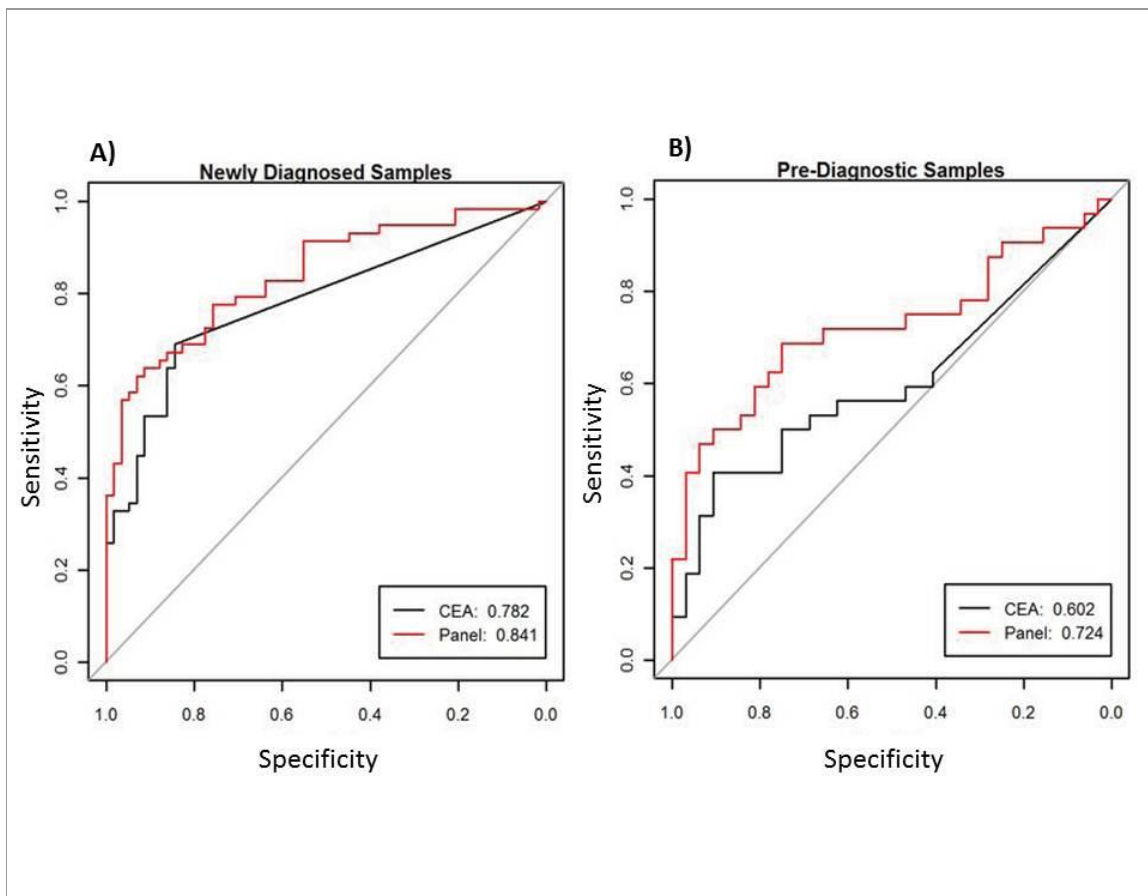 A)
Newly Diagnosed Samples
Sensitivity
1.0
0.8
0.6
0.4
0.2
0.0
CEA: 0.782
Panel: 0.841
1.0 0.8 0.6 0.4 0.2 0.0
Specificity
B)
Pre-Diagnostic Samples
Sensitivity
1.0
0.8
0.6
0.4
0.2
0.0
CEA: 0.602
Panel: 0.724
1.0 0.8 0.6 0.4 0.2 0.0
Specificity